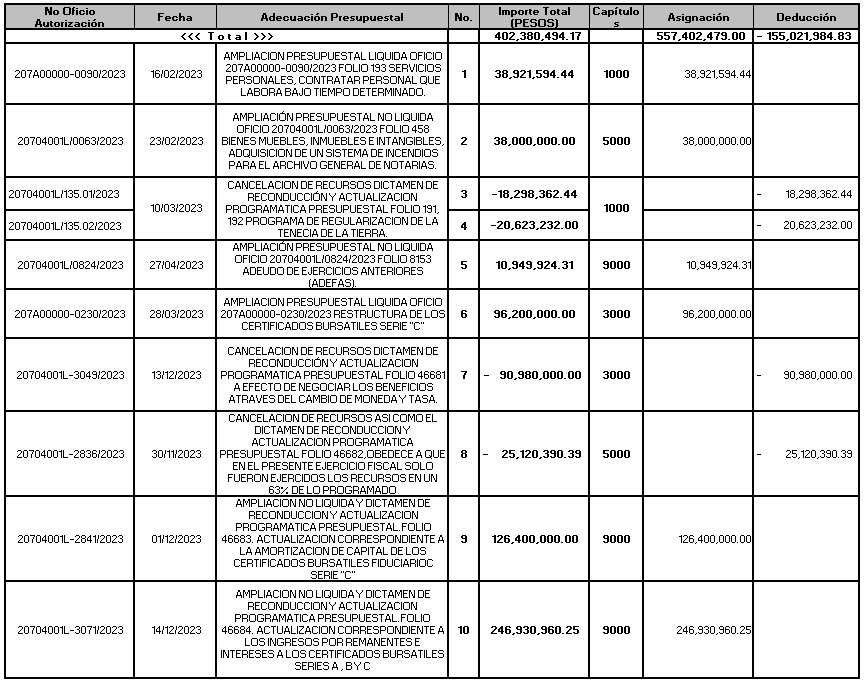 No Oficio Autorización Fecha Adecuación Presupuestal No. Importe Total (PESOS) Capítulos Asignación Deducción
<<< Total >>> 402,380,494.17 557,402,479.00 - 155,021,984.83
207A00000-0090/2023 16/02/2023
AMPLIACION PRESUPUESTAL LIQUIDA OFICIO
207A00000-0090/2023 FOLIO 193 SERVICIOS
PERSONALES, CONTRATAR PERSONAL QUE
LABORA BAJO TIEMPO DETERMINADO.
1 38,921,594.44 1000 38,921,594.44
20704001L/0063/2023 23/02/2023
AMPLIACIÓN PRESUPUESTAL NO LIQUIDA
OFICIO 20704001L/0063/2023 FOLIO 458
BIENES MUEBLES, INMUEBLES E INTANGIBLES,
ADQUISICION DE UN SISTEMA DE INCENDIOS
PARA EL ARCHIVO GENERAL DE NOTARIAS.
2 38,000,000.00 5000 38,000,000.00
20704001L/135.01/2023
20704001L/135.02/2023
10/03/2023
CANCELACION DE RECURSOS DICTAMEN DE
RECONDUCCIÓN Y ACTUALIZACION
PROGRAMATICA PRESUPUESTAL FOLIO 191,
192 PROGRAMA DE REGULARIZACION DE LA
TENECIA DE LA TIERRA.
3 -18,298,362.44 1000 - 18,298,362.44
4 -20,623,232.00 - 20,623,232.00
20704001L/0824/2023 27/04/2023
AMPLIACIÓN PRESUPUESTAL NO LIQUIDA
OFICIO 20704001L/0824/2023 FOLIO 8153
ADEUDO DE EJERCICIOS ANTERIORES
(ADEFAS).
5 10,949,924.31 9000 10,949,924.31
207A00000-0230/2023 28/03/2023
AMPLIACION PRESUPUESTAL LIQUIDA OFICIO
207A00000-0230/2023 RESTRUCTURA DE LOS
CERTIFICADOS BURSATILES SERIE "C"
6 96,200,000.00 3000 96,200,000.00
20704001L-3049/2023 13/12/2023
CANCELACION DE RECURSOS DICTAMEN DE
RECONDUCCIÓN Y ACTUALIZACION
PROGRAMATICA PRESUPUESTAL FOLIO 46681
A EFECTO DE NEGOCIAR LOS BENEFICIOS
ATRAVES DEL CAMBIO DE MONEDA Y TASA.
7 - 90,980,000.00 3000 - 90,980,000.00
20704001L-2836/2023 30/11/2023
CANCELACION DE RECURSOS ASI COMO EL
DICTAMEN DE RECONDUCCION Y
ACTUALIZACION PROGRAMATICA
PRESUPUESTAL FOLIO 46682,OBEDECE A QUE
EN EL PRESENTE EJERCICIO FISCAL SOLO
FUERON EJERCIDOS LOS RECURSOS EN UN
63% DE LO PROGRAMADO
8 - 25,120,390.39 5000 - 25,120,390.39
20704001L-2841/2023 01/12/2023
AMPLIACION NO LIQUIDA Y DICTAMEN DE
RECONDUCCION Y ACTUALIZACION
PROGRAMATICA PRESUPUESTAL.FOLIO
46683. ACTUALIZACION CORRESPONDIENTE A
LA AMORTIZACION DE CAPITAL DE LOS
CERTIFICADOS BURSATILES FIDUCIARIOC
SERIE "C"
9 126,400,000.00 9000 126,400,000.00
20704001L-3071/2023 14/12/2023
AMPLIACION NO LIQUIDA Y DICTAMEN DE
RECONDUCCION Y ACTUALIZACION
PROGRAMATICA PRESUPUESTAL.FOLIO
46684. ACTUALIZACION CORRESPONDIENTE A
LOS INGRESOS POR REMANENTES E
INTERESES A LOS CERTIFICADOS BURSATILES
SERIES A , B Y C
10 246,930,960.25 9000 246,930,960.25